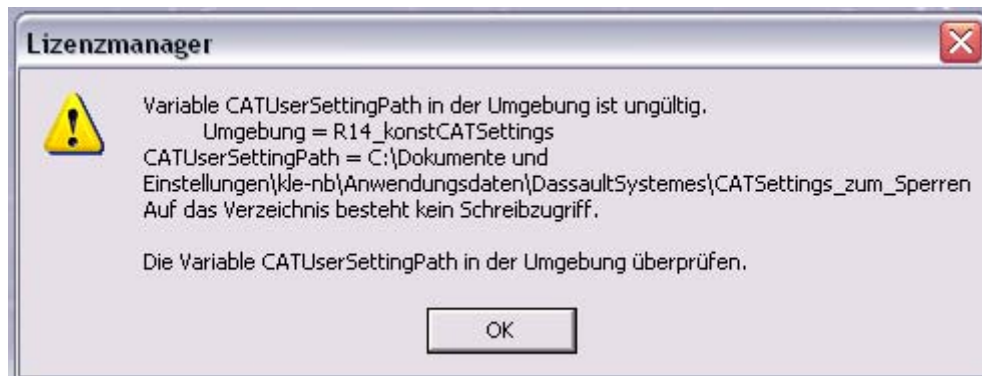 Lizenzmanager
Variable CATUserSettingPath in der Umgebung ist ungültig.
Umgebung = R14_konstCATSettings
CATUserSettingPath = C:\Dokumente und
Einstellungen\kle-nb\Anwendungsdaten\DassaultSystemes\CATSettings_zum_Sperren
Auf das Verzeichnis besteht kein Schreibzugriff.
Die Variable CATUserSettingPath in der Umgebung überprüfen.
OK